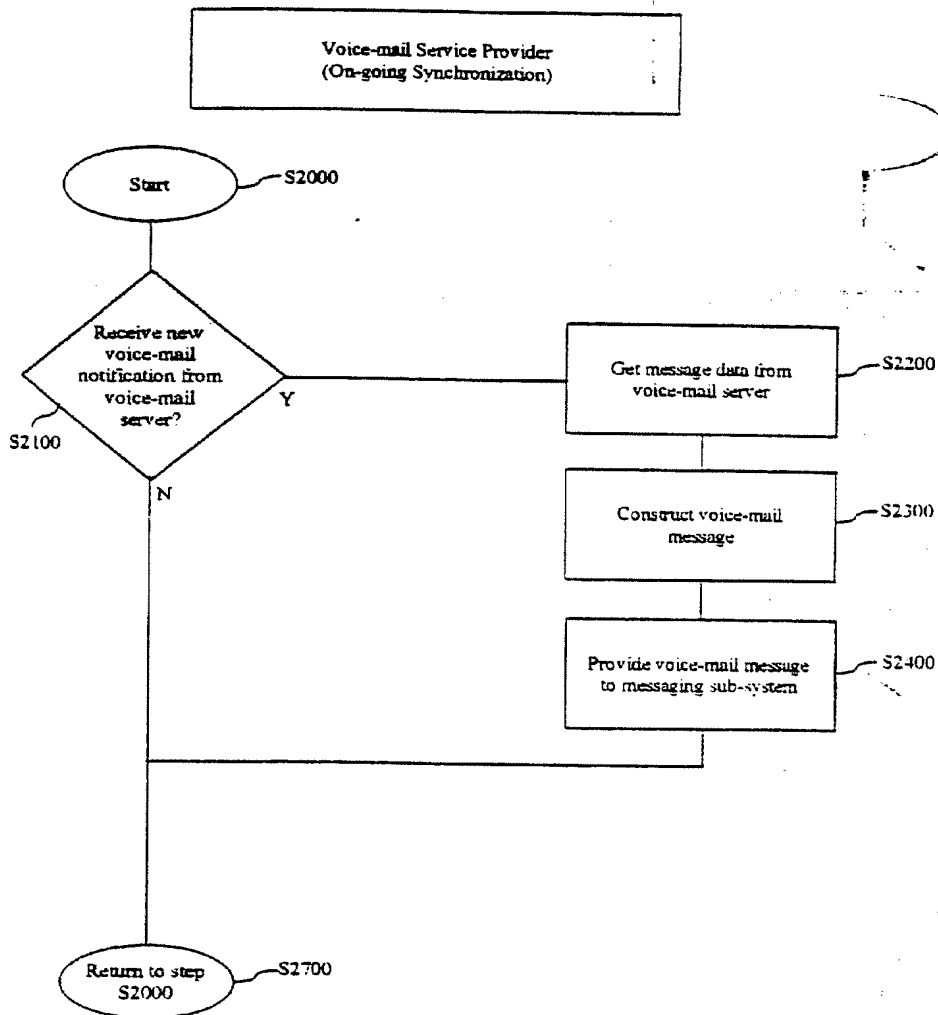 Voice-mail Service Provider
(On-going Synchronization)
Start
S2000
Receive new
voice-mail
notification from
voice-mail
server?
S2100
Y
N
Get message data from
voice-mail server
S2200
Construct voice-mail
message
S2300
Provide voice-mail message
to messaging sub-system
S2400
Return to step
S2000
S2700